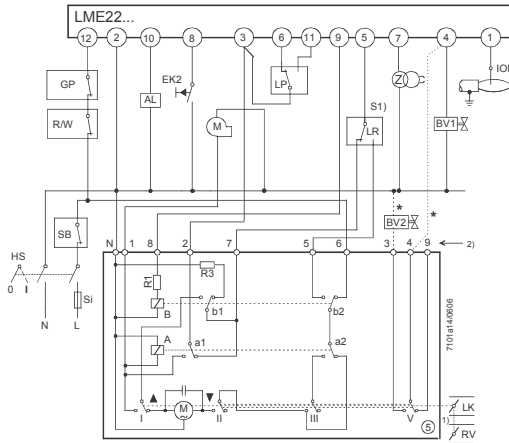 LME22...
12 2 10 8 3 6 11 9 5 7 4 1
GP
EK2
LP
Z
ION
AL
S1)
R/W
M
LR
BV1
*
*
SB
BV2
HS
N 1 8 2 7 5 6 3 4 9 2)
0 I
Si
R1
R3
b1
b2
B
N L
A
a1
a2
7101a14/0606
I
M
~
II
III
V
LK
1)
5
RV